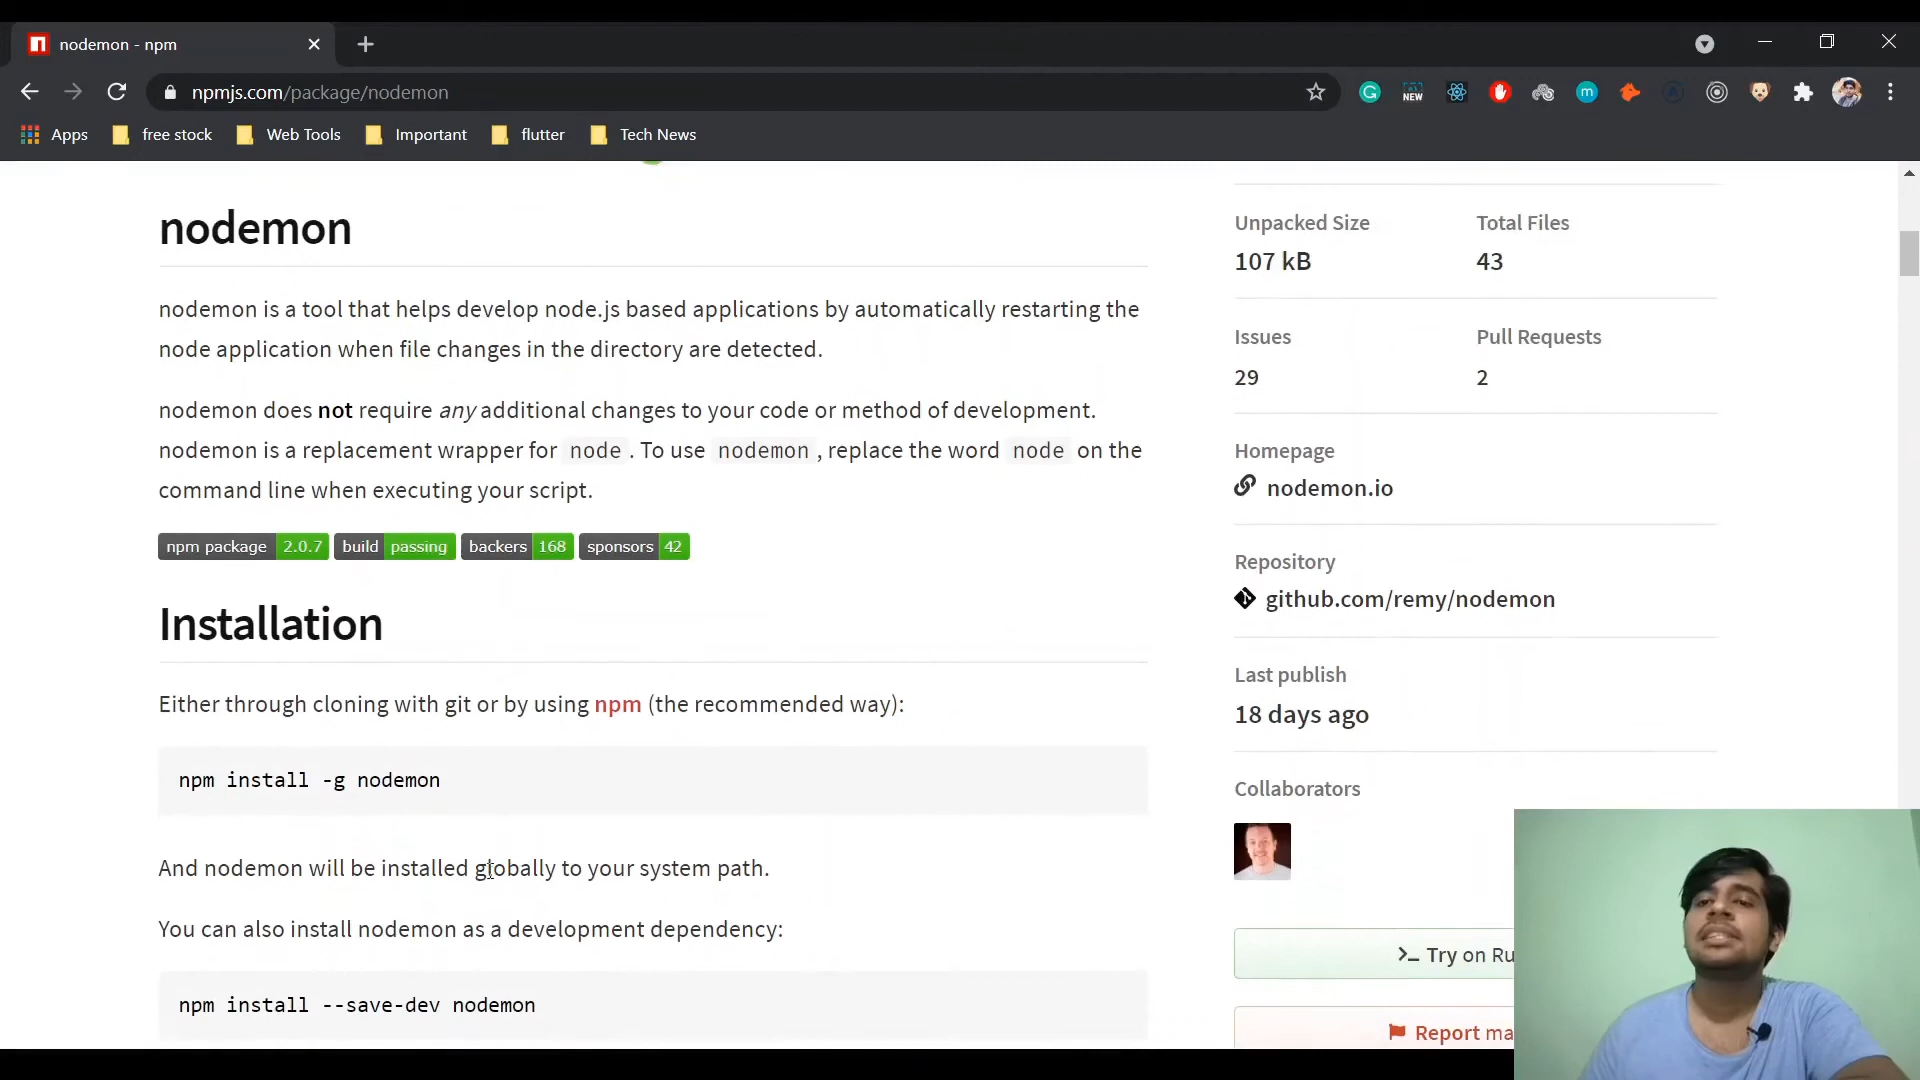 nodemon - npm
npmjs.com/package/nodemon
NEW
Apps
free stock
Web Tools
Important
flutter
Tech News
nodemon
nodemon is a tool that helps develop node.js based applications by automatically restarting the
node application when file changes in the directory are detected.
nodemon does not require any additional changes to your code or method of development.
nodemon is a replacement wrapper for node . To use nodemon , replace the word node on the
command line when executing your script.
npm package 2.0.7 build passing backers 168 sponsors 42
Installation
Either through cloning with git or by using npm (the recommended way):
npm install -g nodemon
And nodemon will be installed globally to your system path.
You can also install nodemon as a development dependency:
npm install --save-dev nodemon
Unpacked Size
107 kB
Total Files
43
Issues
29
Pull Requests
2
Homepage
nodemon.io
Repository
github.com/remy/nodemon
Last publish
18 days ago
Collaborators
Try on Ru
Report ma